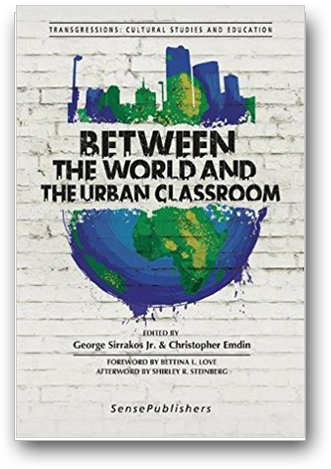 TRANSGRESSIONS: CULTURAL STUDIES AND EDUCATION
BETWEEN
THE WORLD AND
THE URBAN CLASSROOM
EDITED BY
George Sirrakos Jr. & Christopher Emdin
FOREWORD BY BETTINA L. LOVE
AFTERWORD BY SHIRLEY R. STEINBERG
SensePublishers